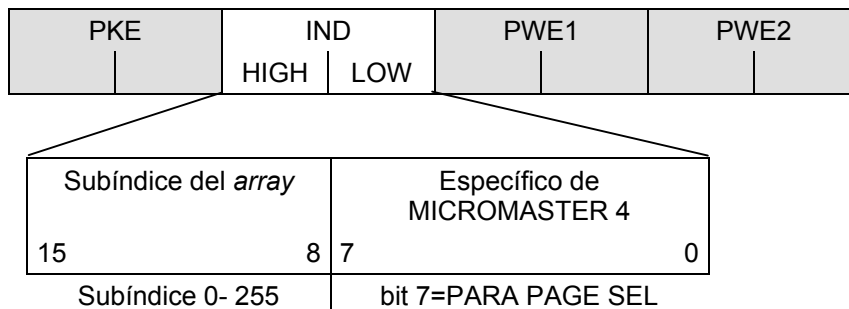 PKE IND PWE1 PWE2
HIGH LOW
Subíndice del array Específico de
MICROMASTER 4
15 8 7 0
Subíndice 0- 255 bit 7=PARA PAGE SEL